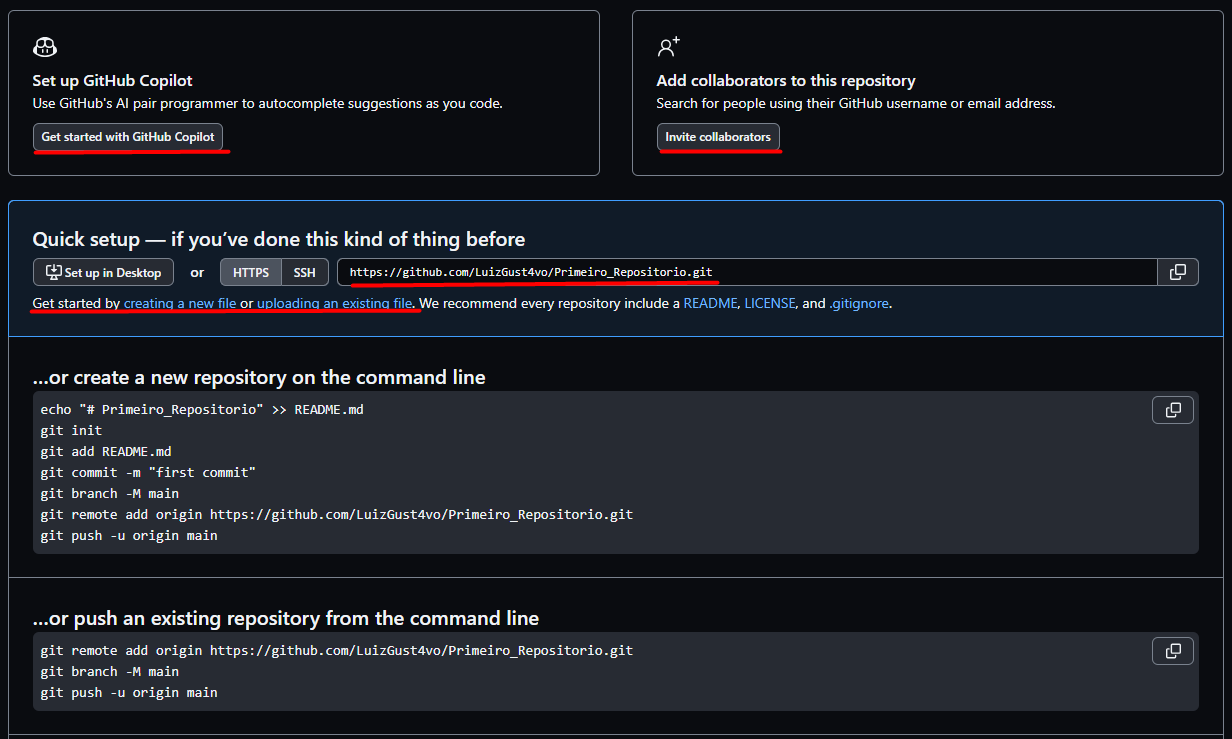 Set up GitHub Copilot
Use GitHub's AI pair programmer to autocomplete suggestions as you code.
Get started with GitHub Copilot
Add collaborators to this repository
Search for people using their GitHub username or email address.
Invite collaborators
Quick setup — if you’ve done this kind of thing before
Set up in Desktop or HTTPS SSH https://github.com/LuizGust4vo/Primeiro_Repositorio.git
Get started by creating a new file or uploading an existing file. We recommend every repository include a README, LICENSE, and .gitignore.
…or create a new repository on the command line
echo "# Primeiro_Repositorio" >> README.md
git init
git add README.md
git commit -m "first commit"
git branch -M main
git remote add origin https://github.com/LuizGust4vo/Primeiro_Repositorio.git
git push -u origin main
…or push an existing repository from the command line
git remote add origin https://github.com/LuizGust4vo/Primeiro_Repositorio.git
git branch -M main
git push -u origin main